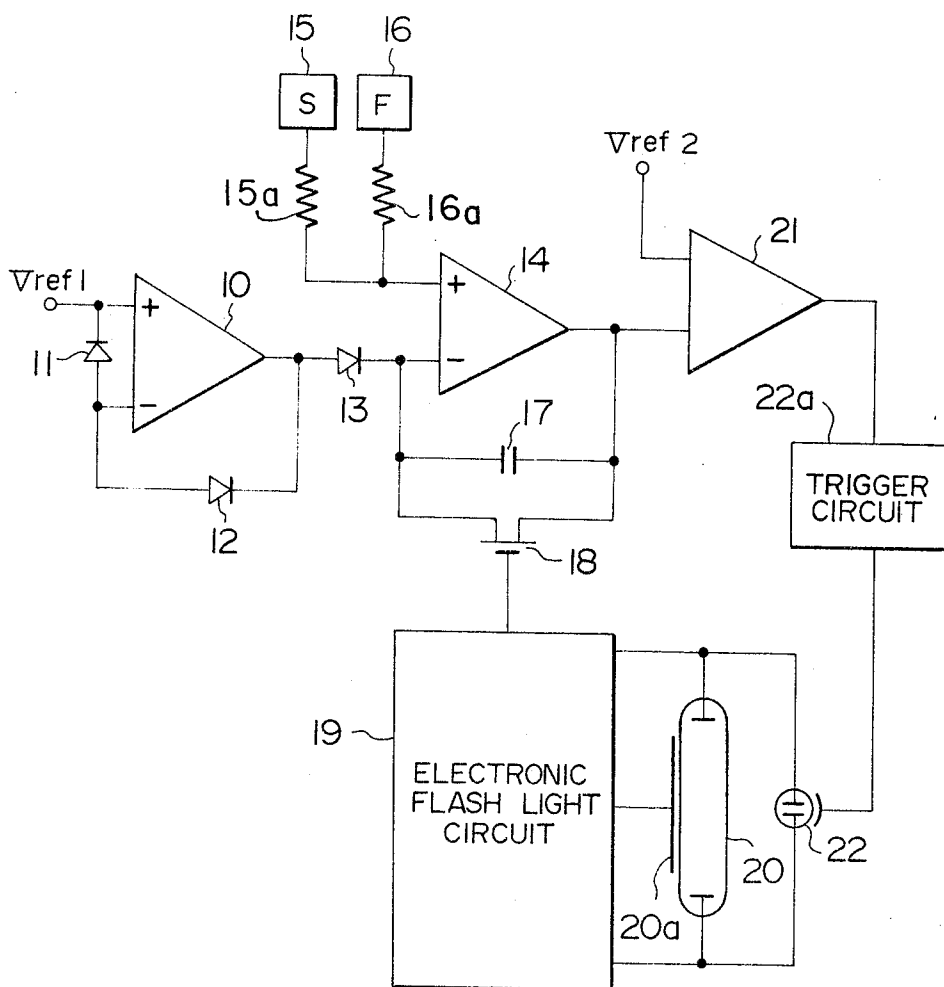 15 16
S F
15a 16a
Vref 2
21
14
Vref 1
10
+
+
11
−
−
13
17
22a
12
TRIGGER
CIRCUIT
18
19
ELECTRONIC
FLASH LIGHT
CIRCUIT
20a
20
22